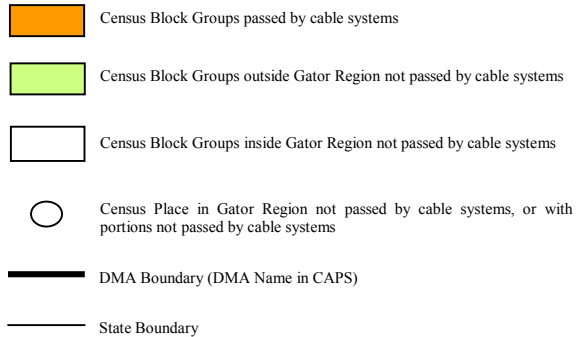 Census Block Groups passed by cable systems
Census Block Groups outside Gator Region not passed by cable systems
Census Block Groups inside Gator Region not passed by cable systems
Census Place in Gator Region not passed by cable systems, or with
portions not passed by cable systems
DMA Boundary (DMA Name in CAPS)
State Boundary